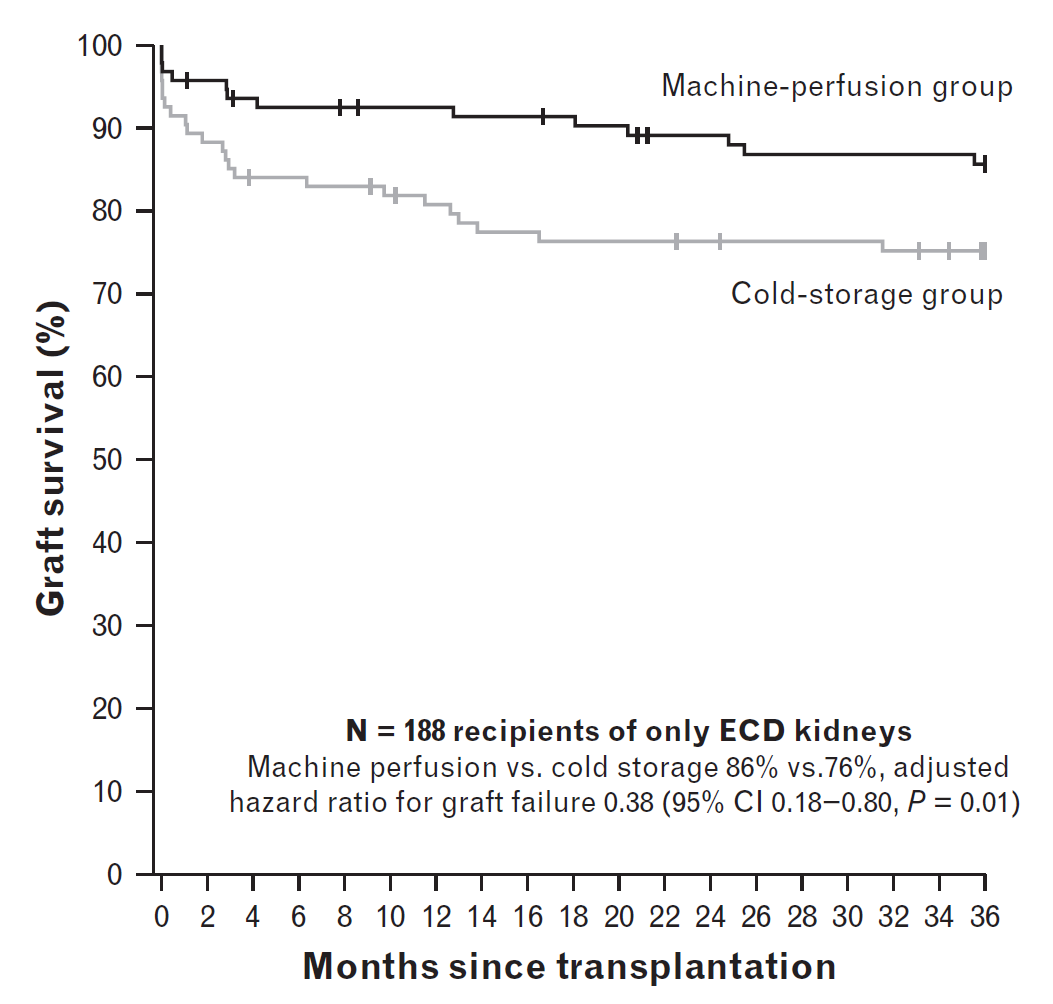 100
90
80
70
60
50
40
30
20
10
0
Graft survival (%)
Machine-perfusion group
Cold-storage group
N = 188 recipients of only ECD kidneys
Machine perfusion vs. cold storage 86% vs.76%, adjusted
hazard ratio for graft failure 0.38 (95% CI 0.18–0.80, P = 0.01)
0 2 4 6 8 10 12 14 16 18 20 22 24 26 28 30 32 34 36
Months since transplantation